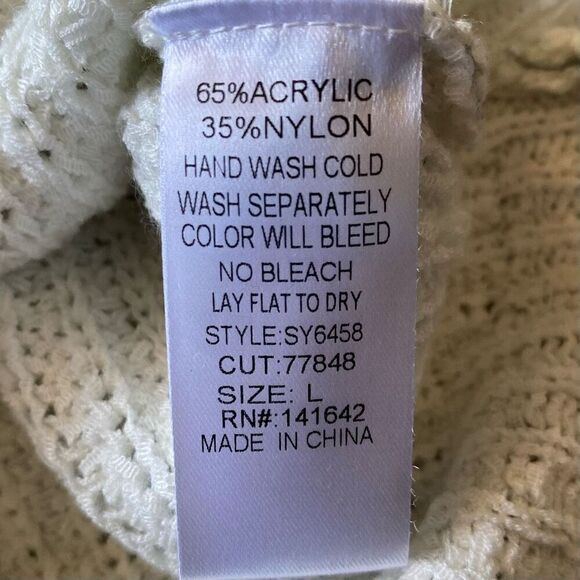 65%ACRYLIC
35%NYLON
HAND WASH COLD
WASH SEPARATELY
COLOR WILL BLEED
NO BLEACH
LAY FLAT TO DRY
STYLE:SY6458
CUT:77848
SIZE: L
RN#:141642
MADE IN CHINA